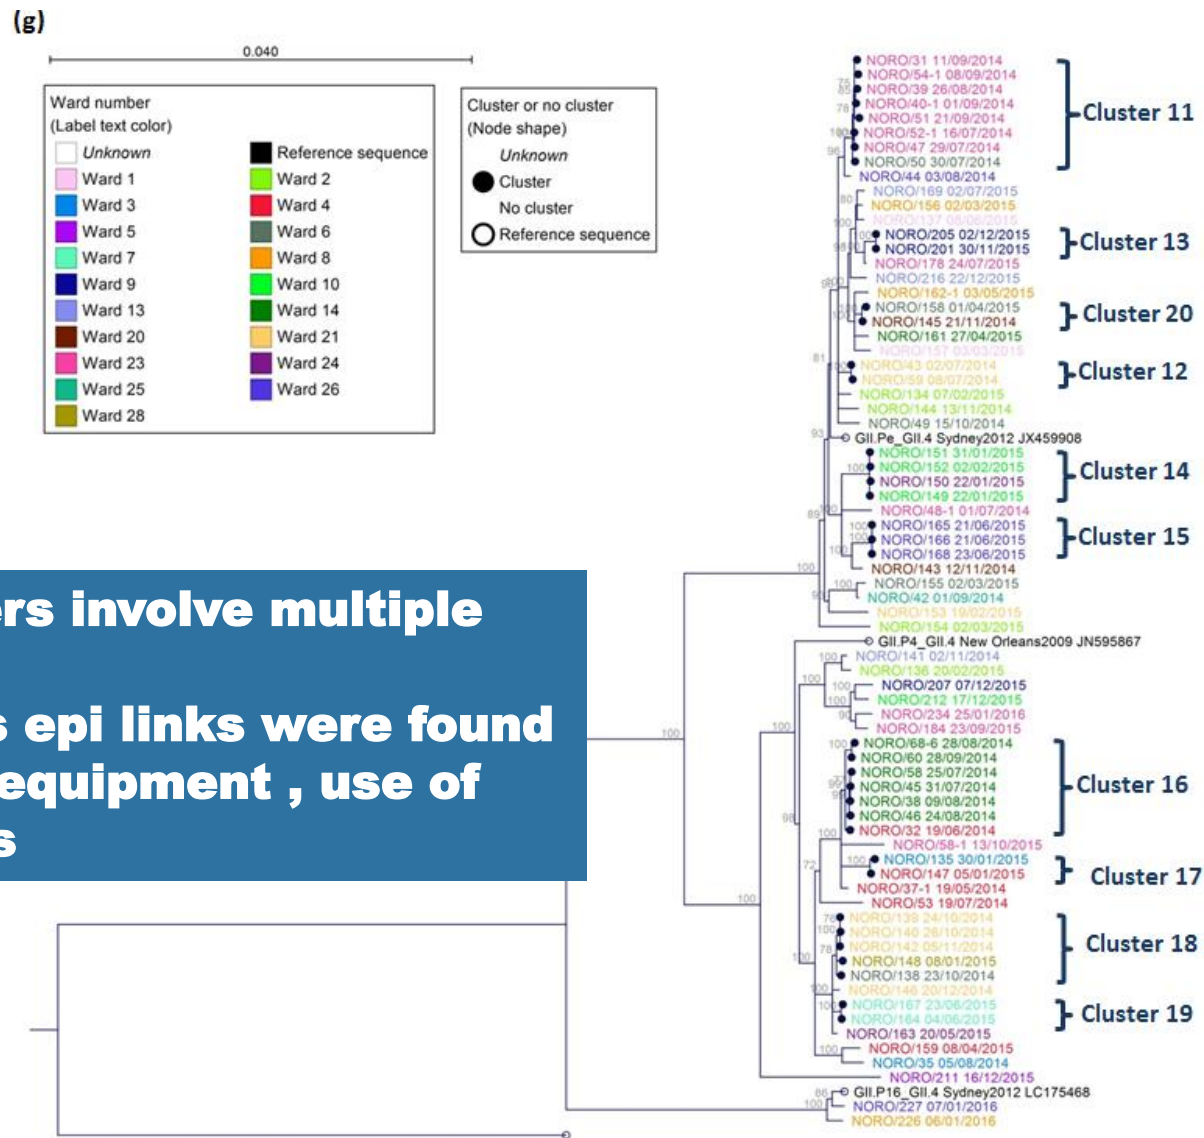 (g)
0.040
Ward number
(Label text color)
Unknown
Reference sequence
Ward 1
Ward 2
Ward 3
Ward 4
Ward 5
Ward 6
Ward 7
Ward 8
Ward 9
Ward 10
Ward 13
Ward 14
Ward 20
Ward 21
Ward 23
Ward 24
Ward 25
Ward 26
Ward 28
Cluster or no cluster
(Node shape)
Unknown
Cluster
No cluster
Reference sequence
NORO/31 11/09/2014
NORO/54-1 08/09/2014
NORO/39 26/08/2014
NORO/40-1 01/09/2014
NORO/51 21/09/2014
NORO/52-1 16/07/2014
NORO/47 29/07/2014
NORO/50 30/07/2014
Cluster 11
NORO/44 03/08/2014
NORO/169 02/07/2015
NORO/156 02/03/2015
NORO/137 08/06/2015
NORO/205 02/12/2015
NORO/201 30/11/2015
Cluster 13
NORO/178 24/07/2015
NORO/216 22/12/2015
NORO/162-1 03/05/2015
NORO/158 01/04/2015
NORO/145 21/11/2014
Cluster 20
NORO/161 27/04/2015
NORO/157 03/03/2015
NORO/43 02/07/2014
NORO/59 08/07/2014
Cluster 12
NORO/134 07/02/2015
NORO/144 13/11/2014
NORO/49 15/10/2014
GII.Pe_GII.4 Sydney2012 JX459908
NORO/151 31/01/2015
NORO/152 02/02/2015
NORO/150 22/01/2015
NORO/149 22/01/2015
Cluster 14
NORO/48-1 01/07/2014
NORO/165 21/06/2015
NORO/166 21/06/2015
NORO/168 23/06/2015
Cluster 15
NORO/143 12/11/2014
NORO/155 02/03/2015
NORO/42 01/09/2014
NORO/153 19/02/2015
NORO/154 02/03/2015
GII.P4_GII.4 New Orleans2009 JN595867
NORO/141 02/11/2014
NORO/136 20/02/2015
NORO/207 07/12/2015
NORO/212 17/12/2015
NORO/234 25/01/2016
NORO/184 23/09/2015
NORO/68-6 28/08/2014
NORO/60 28/09/2014
NORO/58 25/07/2014
NORO/45 31/07/2014
NORO/38 09/08/2014
NORO/46 24/08/2014
NORO/32 19/06/2014
Cluster 16
NORO/58-1 13/10/2015
NORO/135 30/01/2015
NORO/147 05/01/2015
Cluster 17
NORO/37-1 19/05/2014
NORO/53 19/07/2014
NORO/139 24/10/2014
NORO/140 26/10/2014
NORO/142 05/11/2014
NORO/148 08/01/2015
NORO/138 23/10/2014
Cluster 18
NORO/146 20/12/2014
NORO/167 23/06/2015
NORO/164 04/06/2015
Cluster 19
NORO/163 20/05/2015
NORO/159 08/04/2015
NORO/35 05/08/2014
NORO/211 16/12/2015
GII.P16_GII.4 Sydney2012 LC175468
NORO/227 07/01/2016
NORO/226 06/01/2016
ers involve multiple
s epi links were found
equipment , use of
s